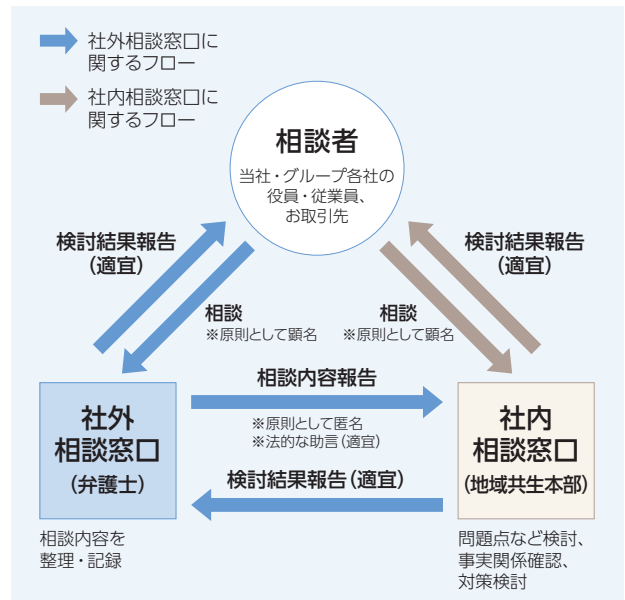 社外相談窓口に
関するフロー
社内相談窓口に
関するフロー
相談者
当社・グループ各社の
役員・従業員、
お取引先
検討結果報告
（適宜）
検討結果報告
（適宜）
相談
※原則として顕名
相談
※原則として顕名
相談内容報告
※原則として匿名
※法的な助言（適宜）
検討結果報告（適宜）
社外
相談窓口
（弁護士）
相談内容を
整理・記録
社内
相談窓口
（地域共生本部）
問題点など検討、
事実関係確認、
対策検討